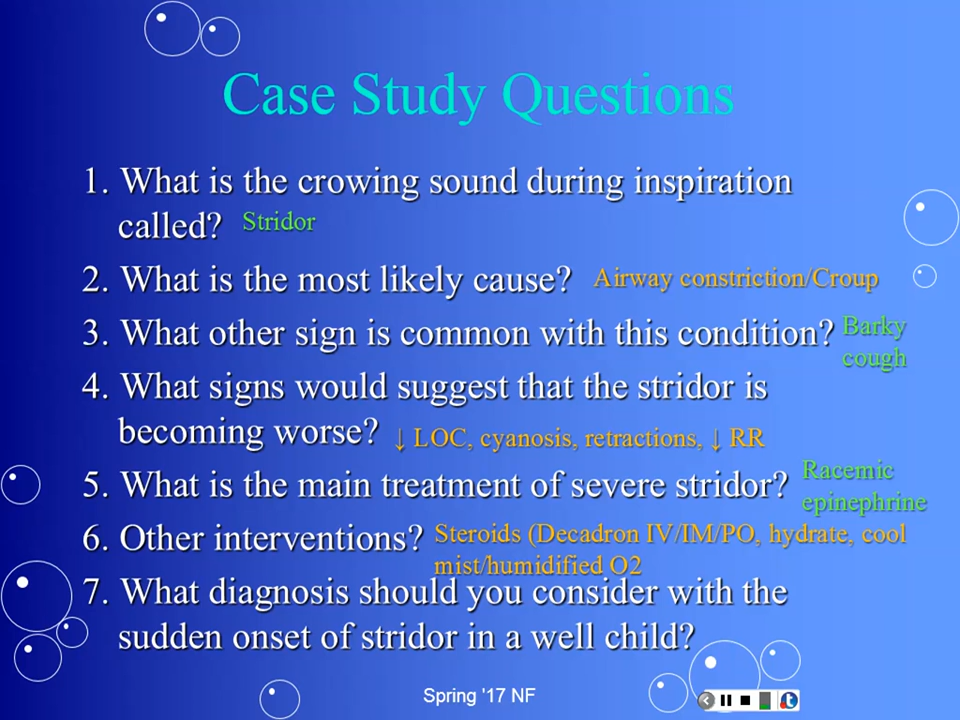 Case Study Questions
1. What is the crowing sound during inspiration
called? Stridor
2. What is the most likely cause? Airway constriction/Croup
3. What other sign is common with this condition? Barky
cough
4. What signs would suggest that the stridor is
becoming worse? ↓ LOC, cyanosis, retractions, ↓ RR
5. What is the main treatment of severe stridor? Racemic
epinephrine
6. Other interventions? Steroids (Decadron IV/IM/PO, hydrate, cool
mist/humidified O2
7. What diagnosis should you consider with the
sudden onset of stridor in a well child?
Spring '17 NF